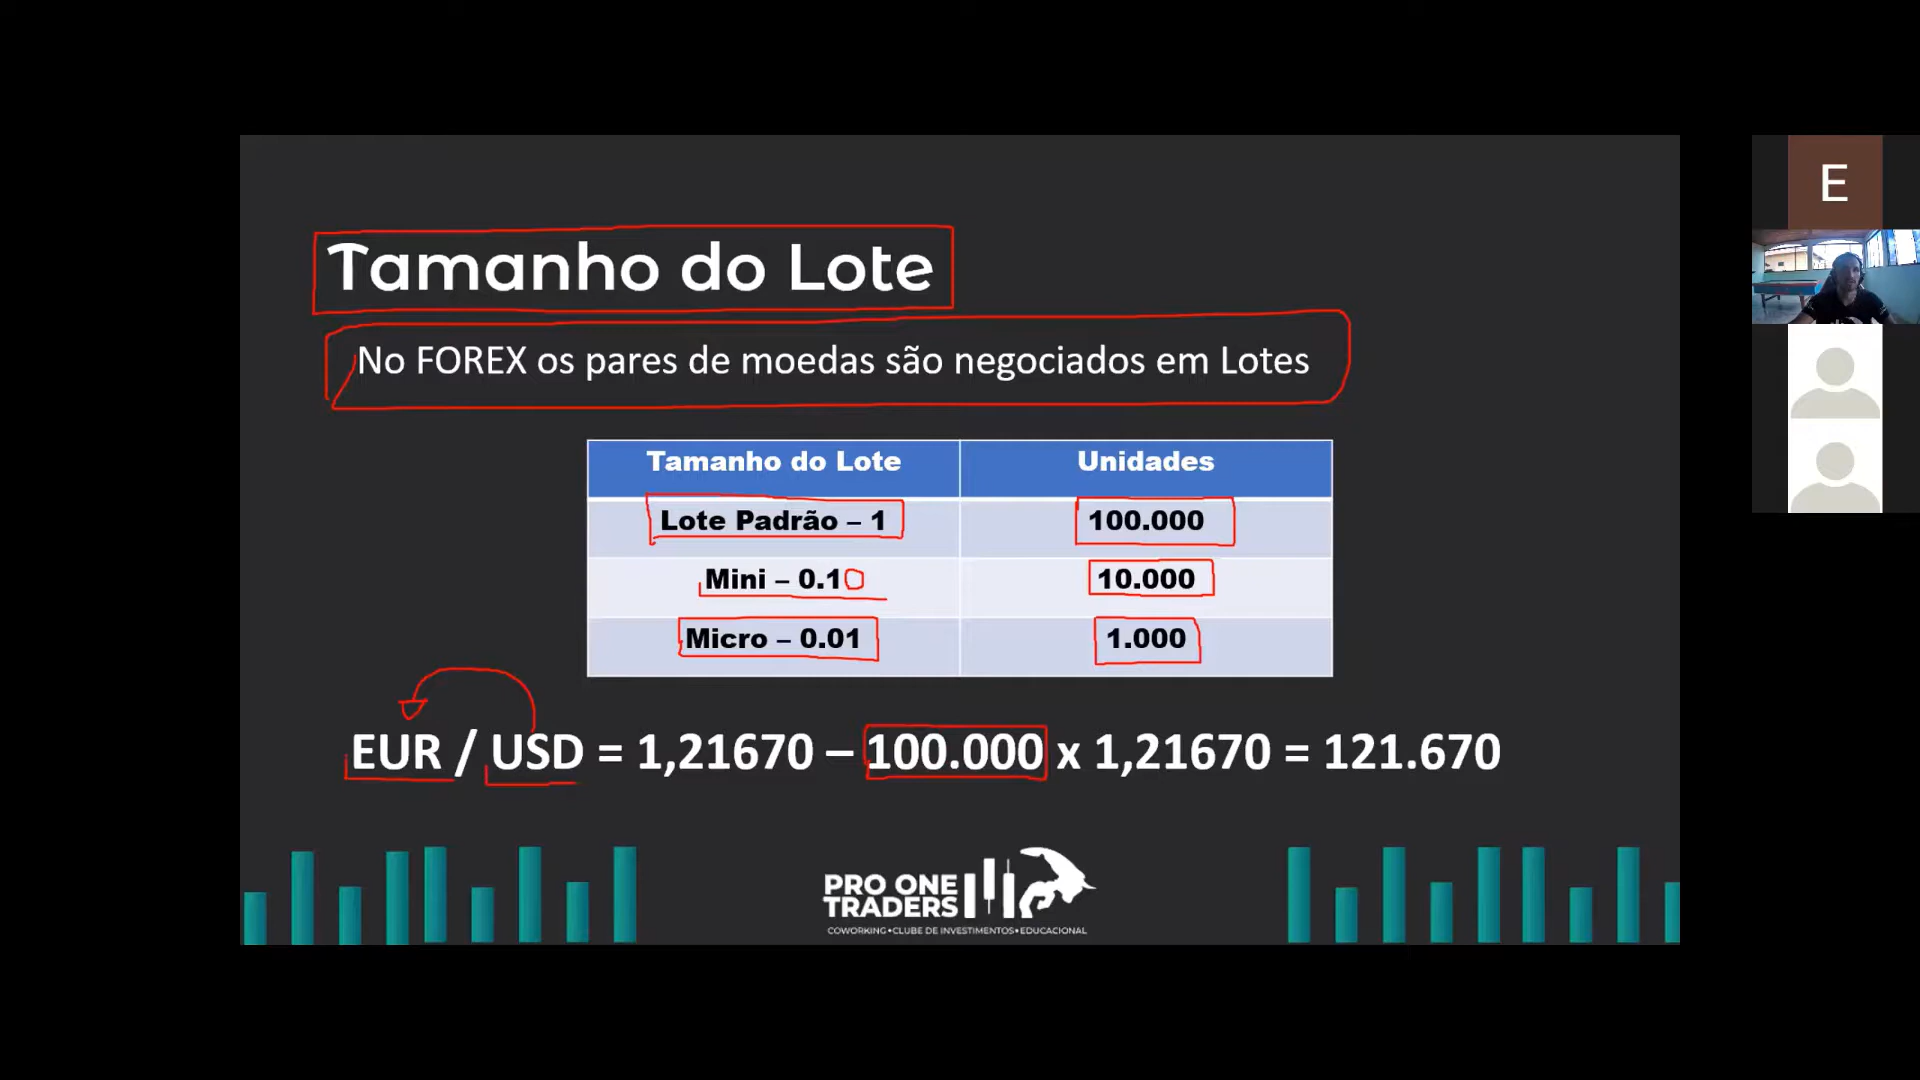 Tamanho do Lote
No FOREX os pares de moedas são negociados em Lotes
Tamanho do Lote Unidades
Lote Padrão – 1 100.000
Mini – 0.10 10.000
Micro – 0.01 1.000
EUR / USD = 1,21670 – 100.000 x 1,21670 = 121.670
PRO ONE
TRADERS
COWORKING•CLUBE DE INVESTIMENTOS•EDUCACIONAL
E